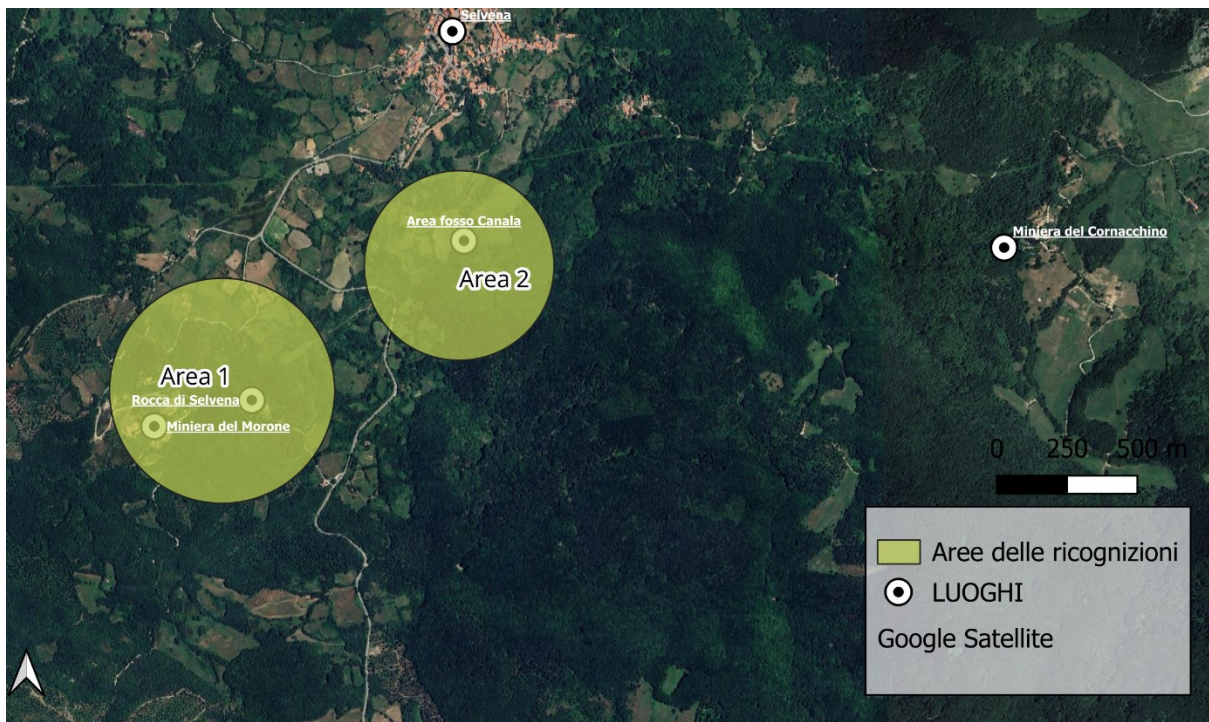 Selvena
Area fosso Canala
Area 2
Miniera del Cornacchino
Area 1
Rocca di Selvena
Miniera del Morone
0 250 500 m
Aree delle ricognizioni
LUOGHI
Google Satellite